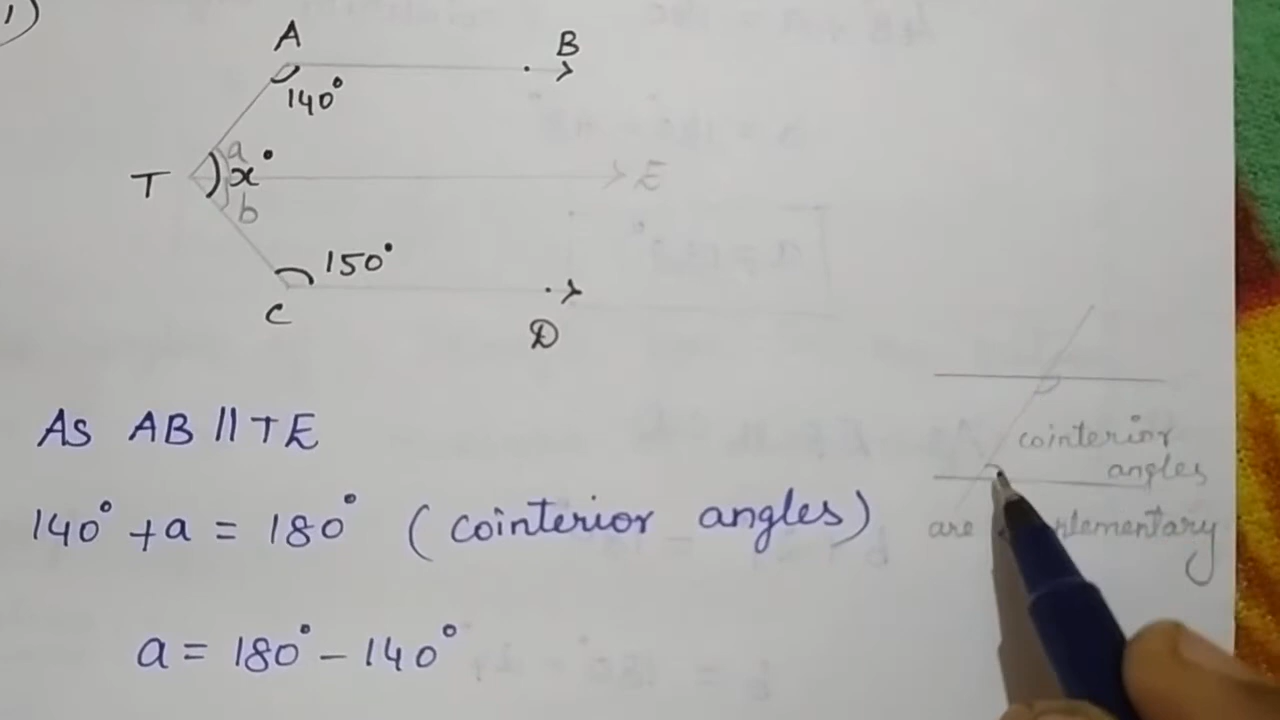 1)
A
B
140°
a
T
x°
E
b
150°
C
D
As AB || TE
140° + a = 180° (cointerior angles)
a = 180° - 140°
cointerior
angles
are